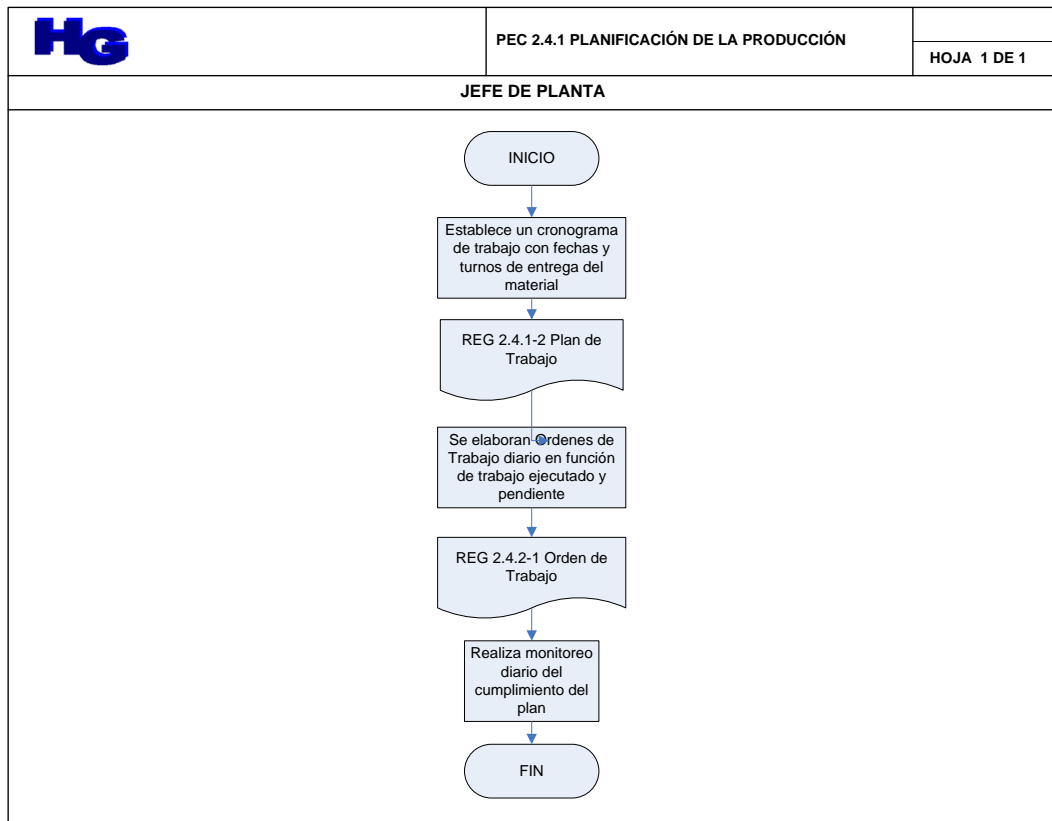 HG
PEC 2.4.1 PLANIFICACIÓN DE LA PRODUCCIÓN
HOJA 1 DE 1
JEFE DE PLANTA
INICIO
Establece un cronograma
de trabajo con fechas y
turnos de entrega del
material
REG 2.4.1-2 Plan de
Trabajo
Se elaboran Ordenes de
Trabajo diario en función
de trabajo ejecutado y
pendiente
REG 2.4.2-1 Orden de
Trabajo
Realiza monitoreo
diario del
cumplimiento del
plan
FIN